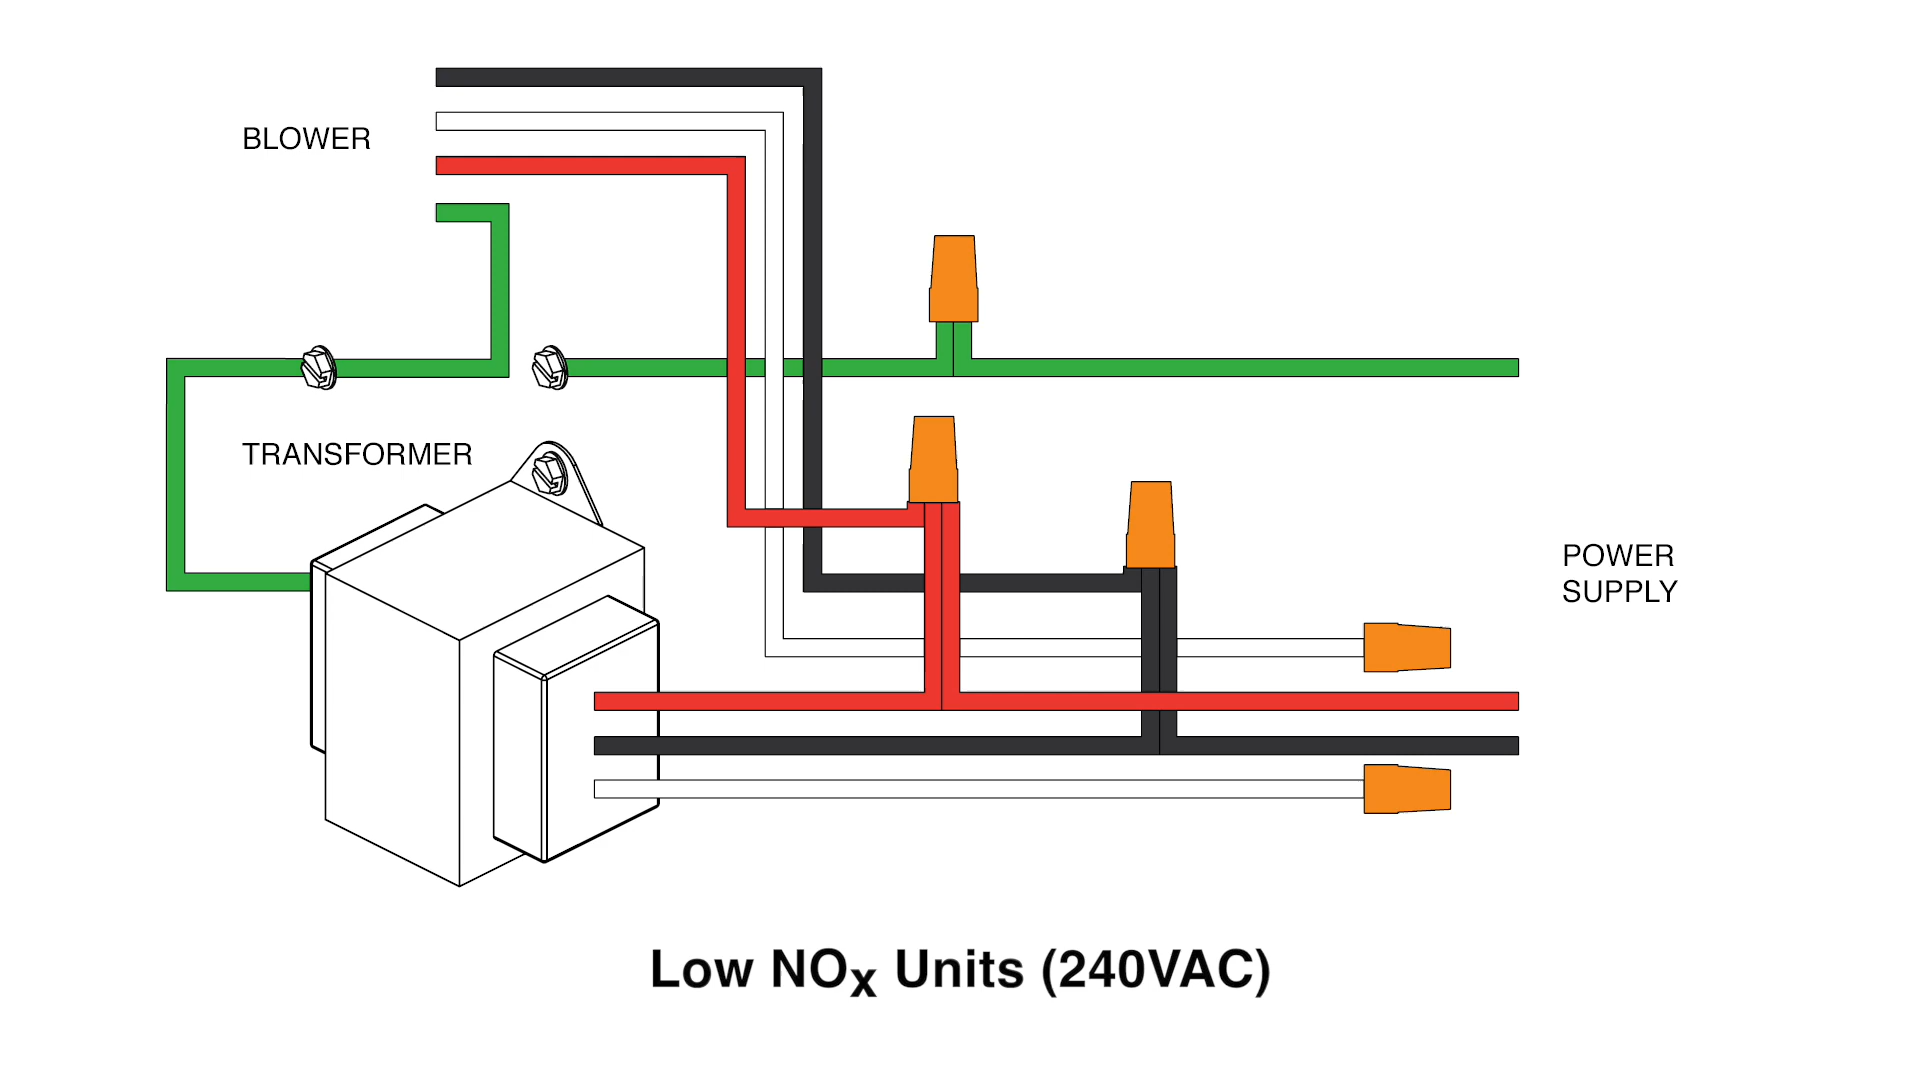 BLOWER
TRANSFORMER
POWER
SUPPLY
Low NOx Units (240VAC)